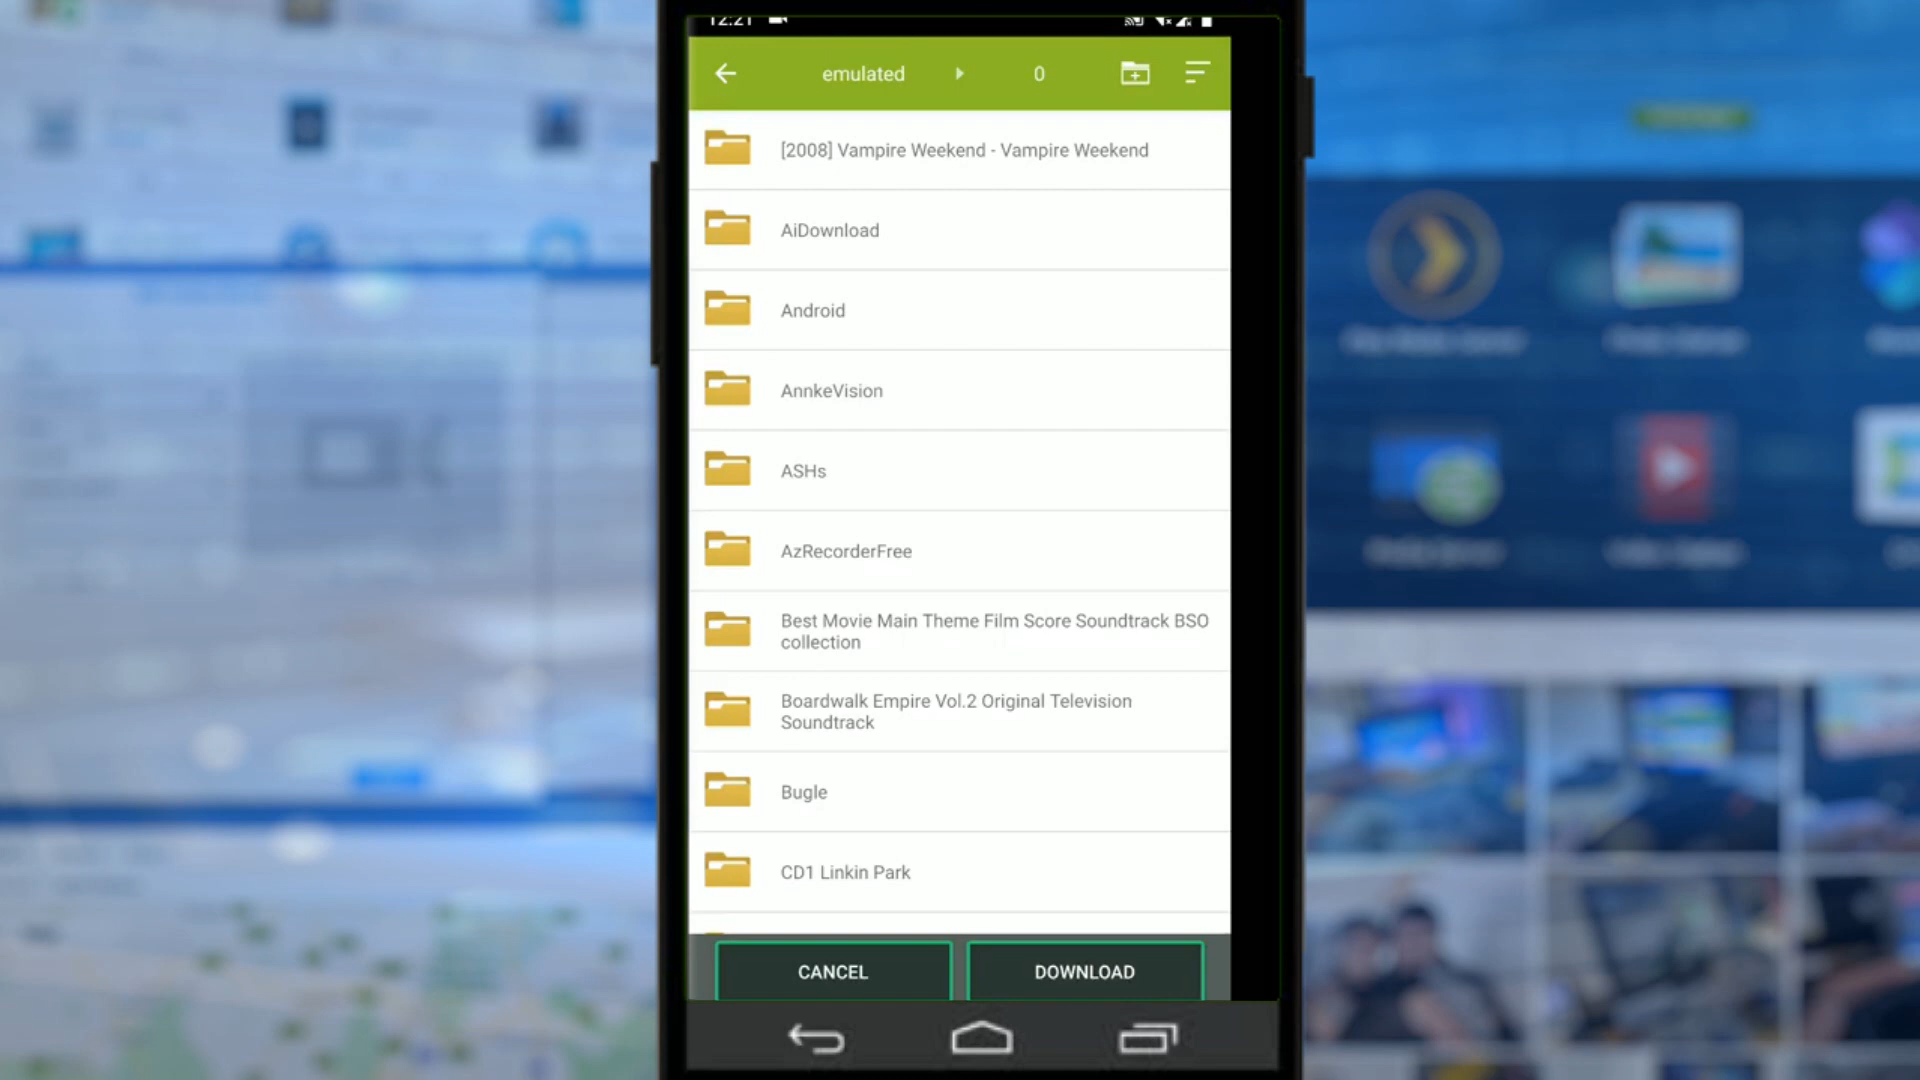 12:21
emulated 0
[2008] Vampire Weekend - Vampire Weekend
AiDownload
Android
AnnkeVision
ASHs
AzRecorderFree
Best Movie Main Theme Film Score Soundtrack BSO
collection
Boardwalk Empire Vol.2 Original Television
Soundtrack
Bugle
CD1 Linkin Park
CANCEL
DOWNLOAD